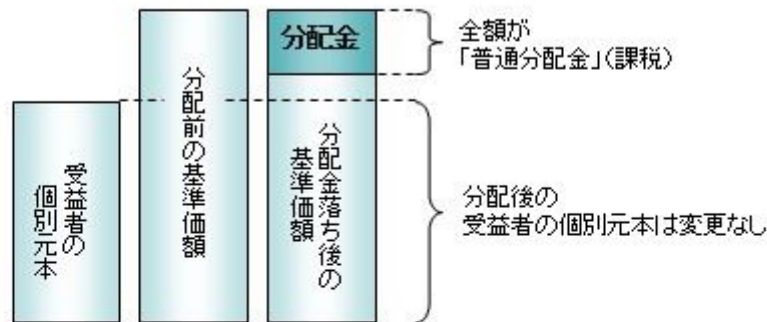 受益者の
個別元本
分配前の基準価額
分配金
分配金落ち後の
基準価額
全額が
「普通分配金」(課税)
分配後の
受益者の個別元本は変更なし